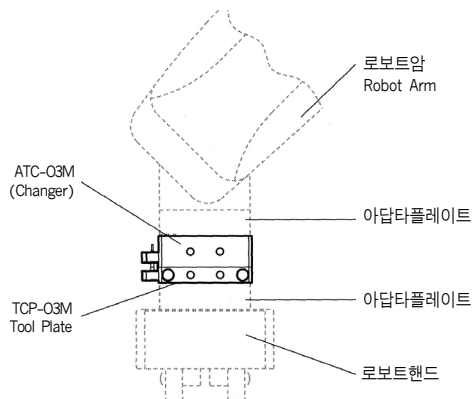 로보트암
Robot Arm
ATC-03M
(Changer)
아답타플레이트
TCP-03M
Tool Plate
아답타플레이트
로보트핸드